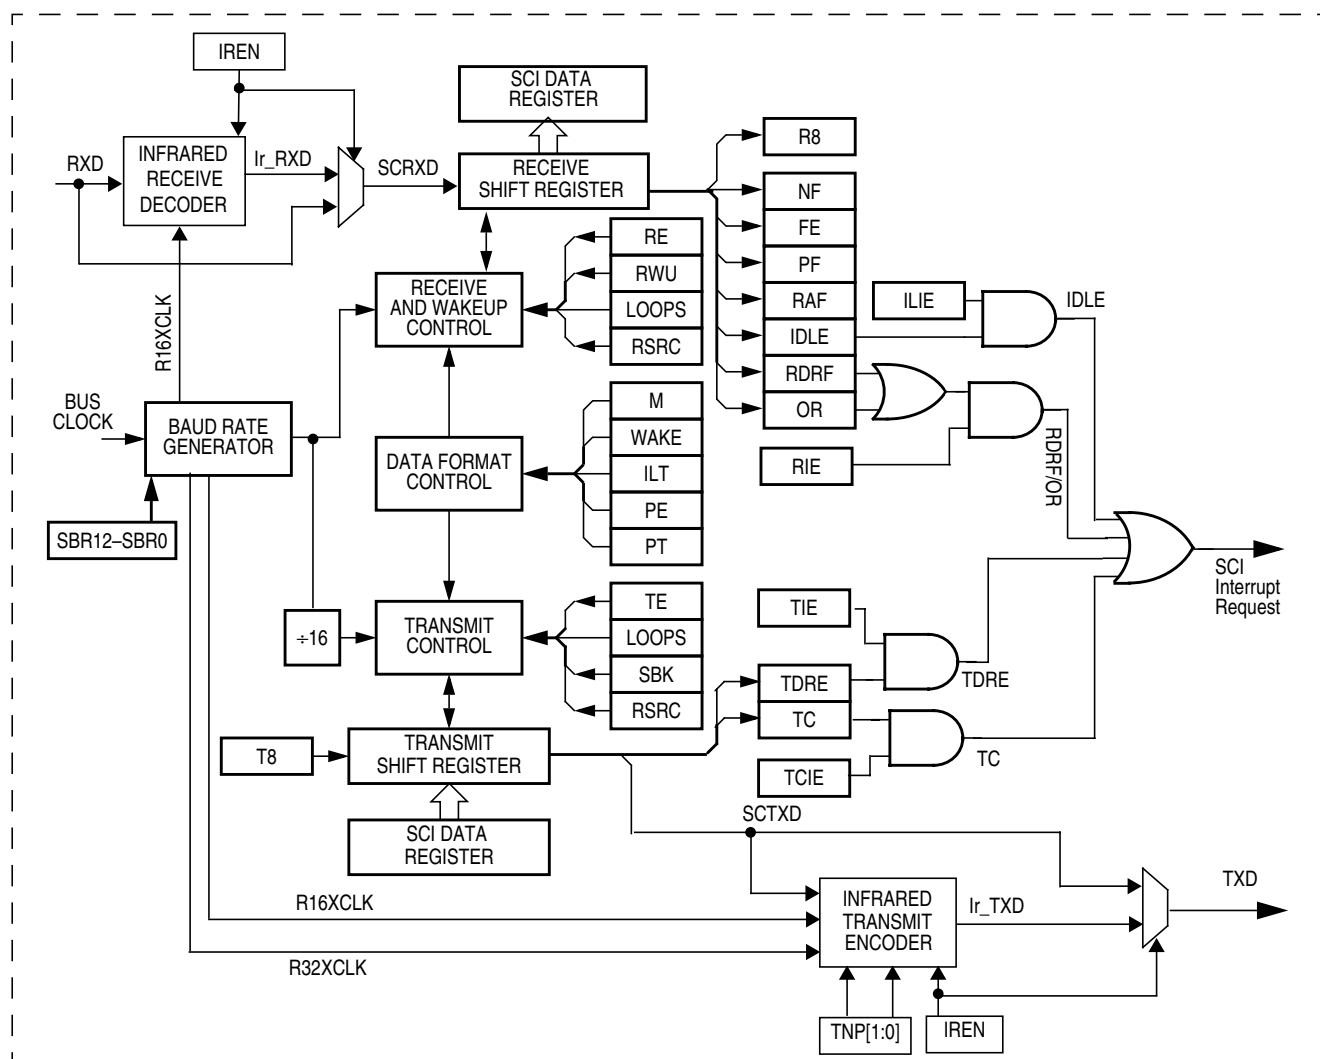 IREN
SCI DATA
REGISTER
RXD
INFRARED
RECEIVE
DECODER
Ir_RXD
SCRXD
RECEIVE
SHIFT REGISTER
R8
NF
FE
PF
RAF
IDLE
RDRF
OR
RE
RWU
LOOPS
RSRC
RECEIVE
AND WAKEUP
CONTROL
ILIE
IDLE
R16XCLK
BUS
CLOCK
BAUD RATE
GENERATOR
M
WAKE
ILT
PE
PT
DATA FORMAT
CONTROL
RIE
RDRF/OR
SBR12–SBR0
SCI
Interrupt
Request
÷16
TRANSMIT
CONTROL
TE
LOOPS
SBK
RSRC
TIE
TDRE
TDRE
TC
TC
TCIE
T8
TRANSMIT
SHIFT REGISTER
SCI DATA
REGISTER
SCTXD
R16XCLK
R32XCLK
INFRARED
TRANSMIT
ENCODER
Ir_TXD
TXD
TNP[1:0]
IREN